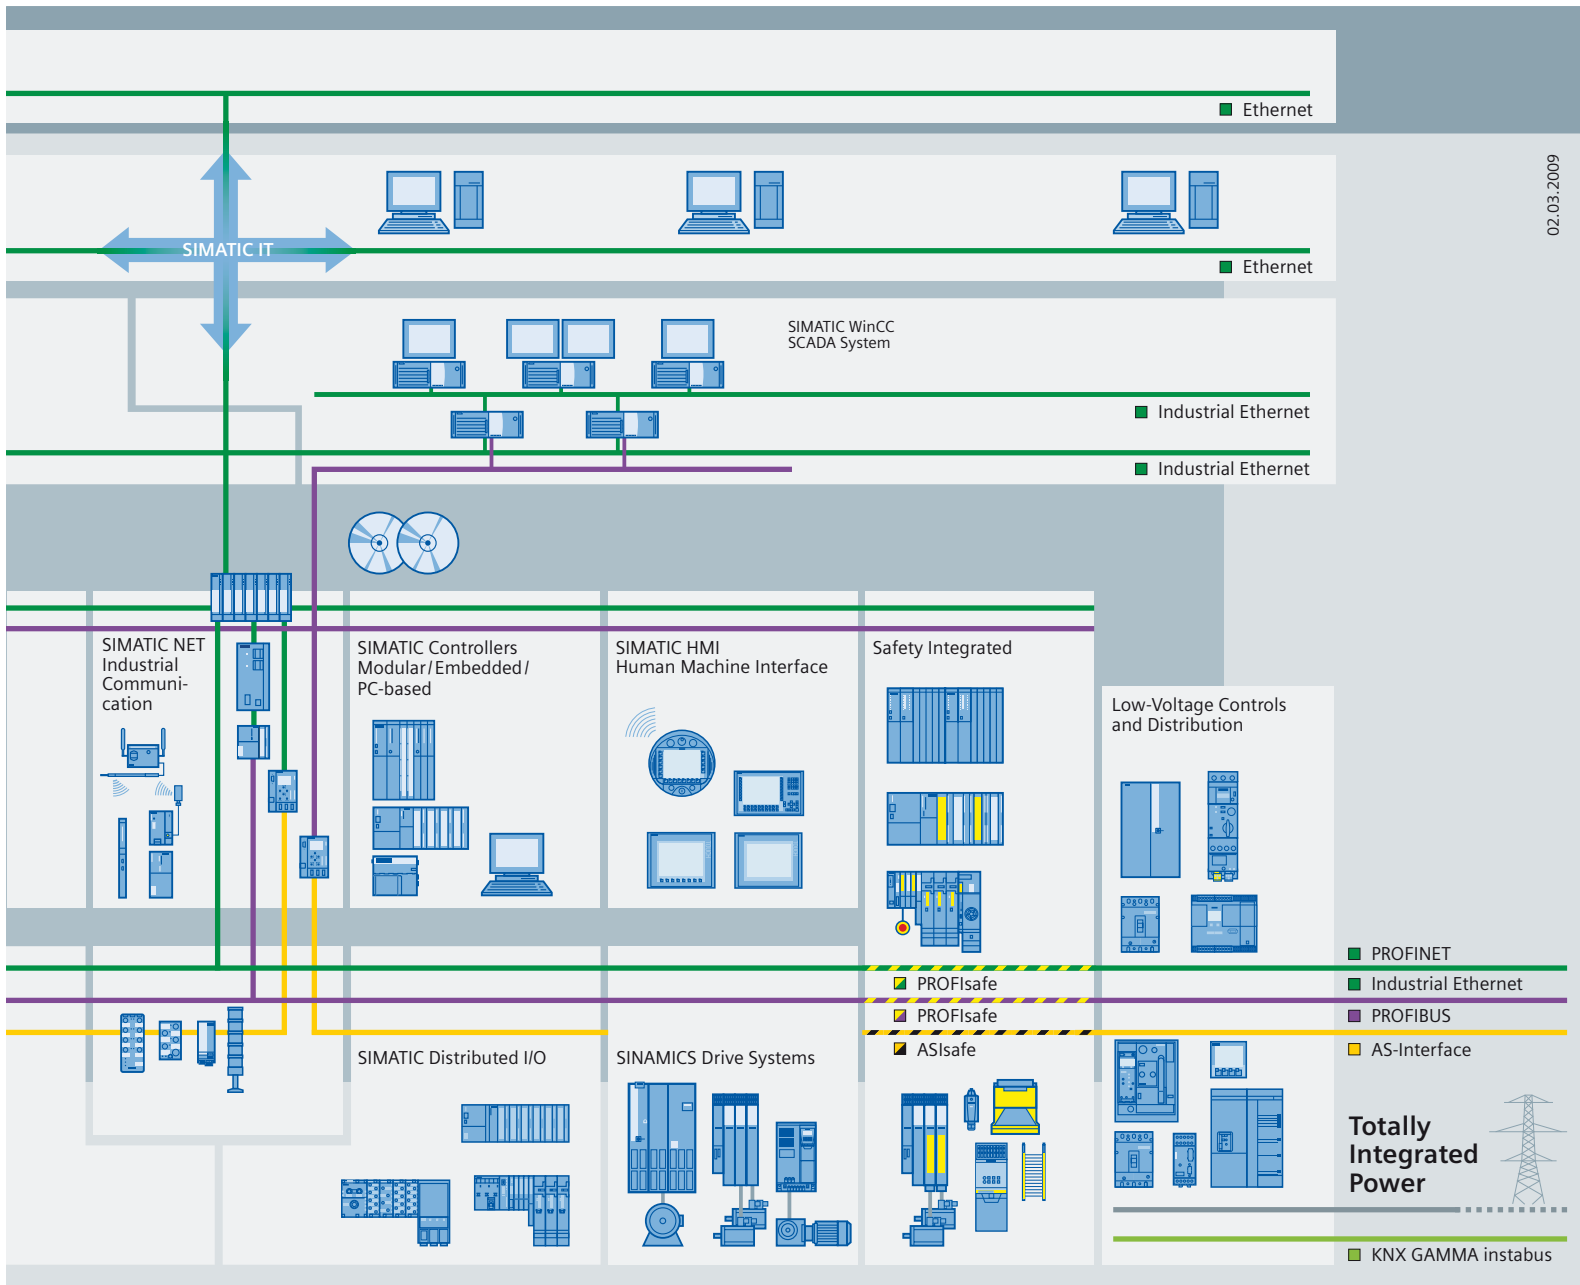 Ethernet
02.03.2009
SIMATIC IT
Ethernet
SIMATIC WinCC
SCADA System
Industrial Ethernet
Industrial Ethernet
SIMATIC NET
Industrial
Communi-
cation
SIMATIC Controllers
Modular/Embedded/
PC-based
SIMATIC HMI
Human Machine Interface
Safety Integrated
Low-Voltage Controls
and Distribution
PROFINET
PROFIsafe
Industrial Ethernet
PROFIsafe
PROFIBUS
ASIsafe
AS-Interface
SIMATIC Distributed I/O
SINAMICS Drive Systems
Totally
Integrated
Power
KNX GAMMA instabus